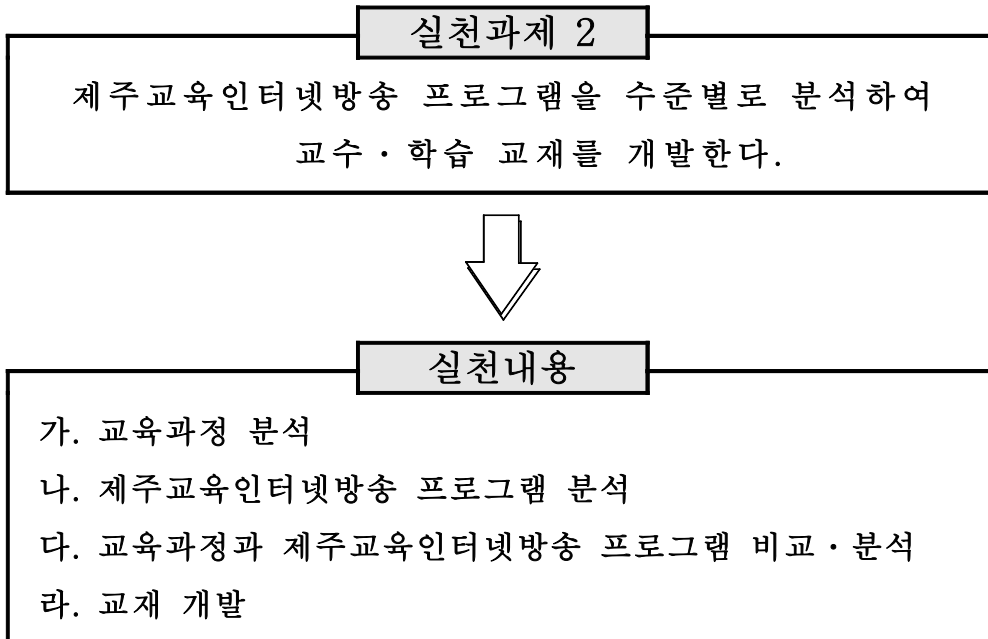 실천과제 2
제주교육인터넷방송 프로그램을 수준별로 분석하여
교수·학습 교재를 개발한다.
실천내용
가. 교육과정 분석
나. 제주교육인터넷방송 프로그램 분석
다. 교육과정과 제주교육인터넷방송 프로그램 비교·분석
라. 교재 개발